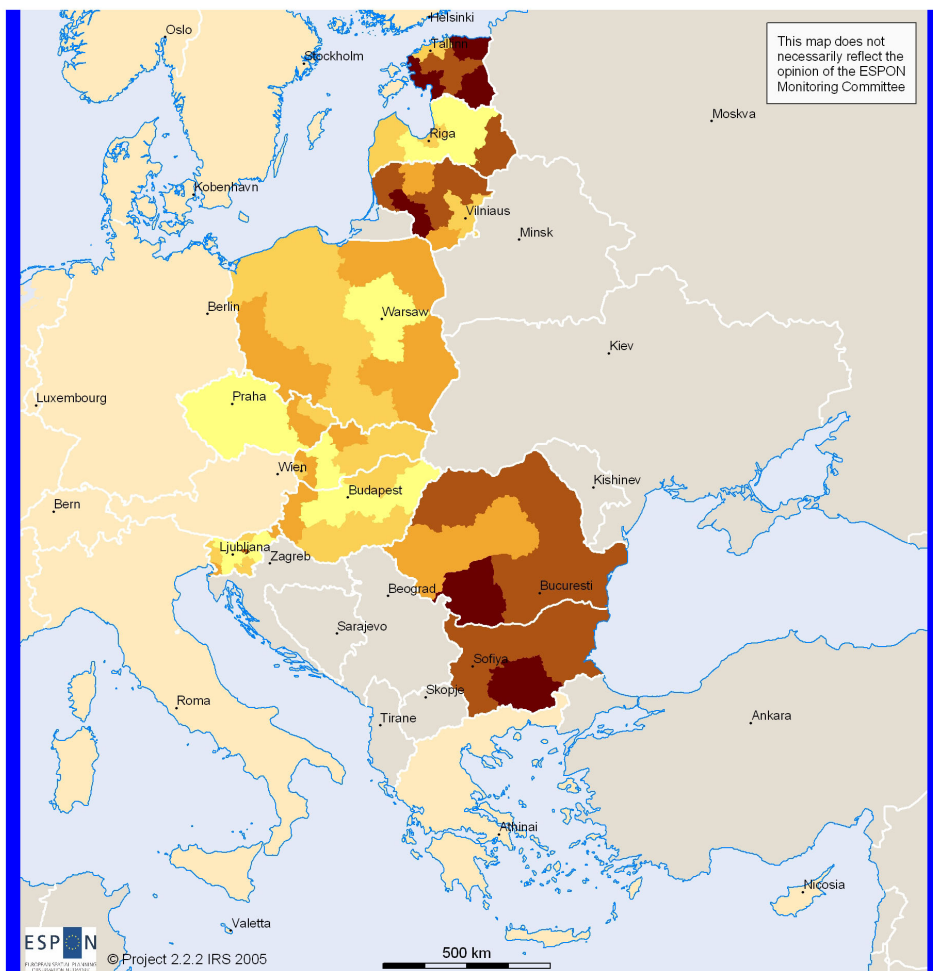 Helsinki
Oslo
Tallinn
Stockholm
This map does not
necessarily reflect the
opinion of the ESPON
Monitoring Committee
Moskva
Riga
Kobenhavn
Vilniaus
Minsk
Berlin
Warsaw
Kiev
Luxembourg
Praha
Wien
Kishinev
Budapest
Bern
Ljubljana
Zagreb
Beograd
Bucuresti
Sarajevo
Sofiya
Skopje
Roma
Tirane
Ankara
Athinai
Nicosia
Valetta
ESPON
© Project 2.2.2 IRS 2005
500 km